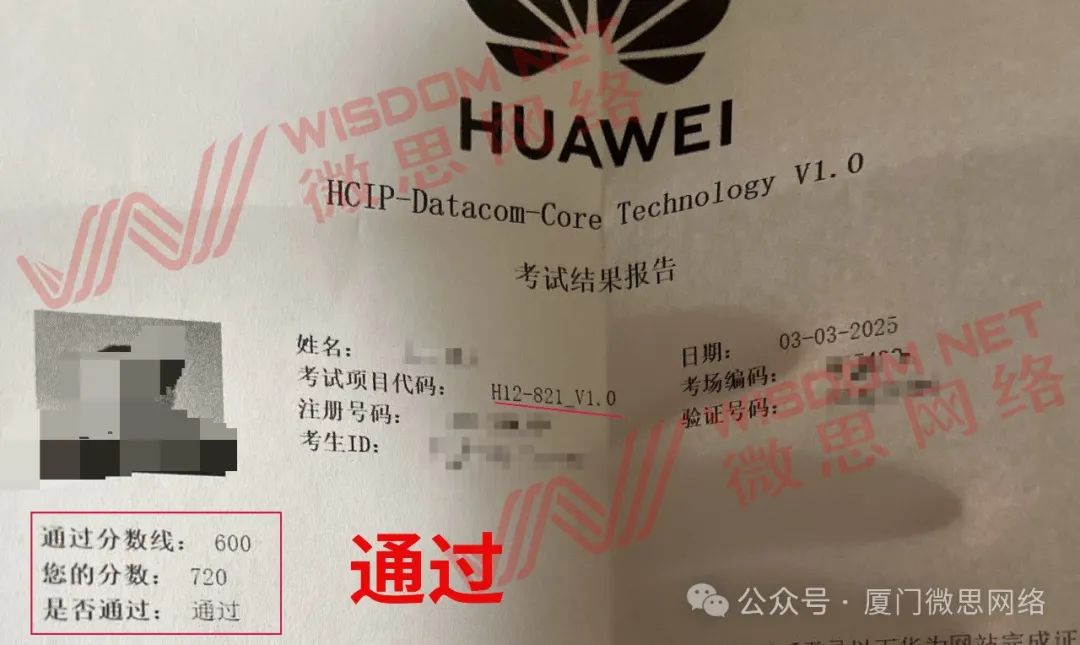 HUAWEI
HCIP-Datacom-Core Technology V1.0
考试结果报告
姓名：
考试项目代码： H12-821_V1.0
注册号码：
考生ID：
日期： 03-03-2025
考场编码：
验证号码：
通过分数线： 600
您的分数： 720
是否通过： 通过
通过
WISDOM NET
微思网络
WISDOM NET
微思网络
公众号 · 厦门微思网络